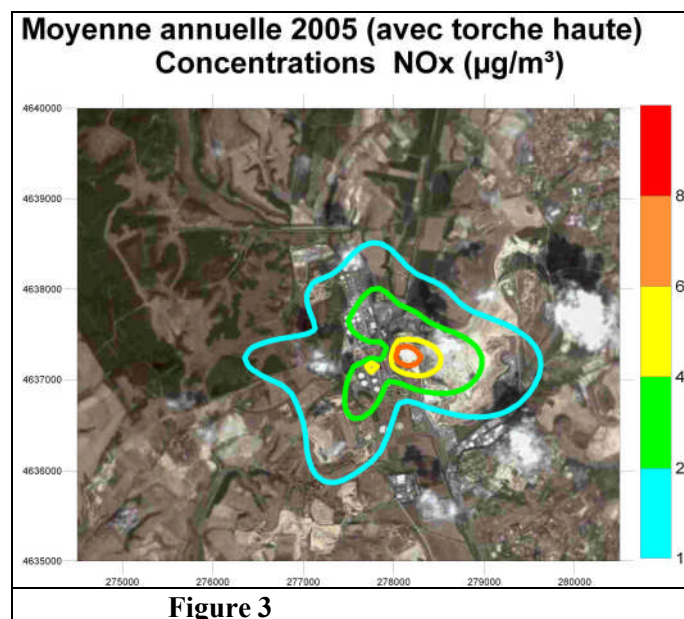 Moyenne annuelle 2005 (avec torche haute)
Concentrations NOx (µg/m³)
4640000
4639000
4638000
4637000
4636000
4635000
275000 276000 277000 278000 279000 280000
8
6
4
2
1
Figure 3